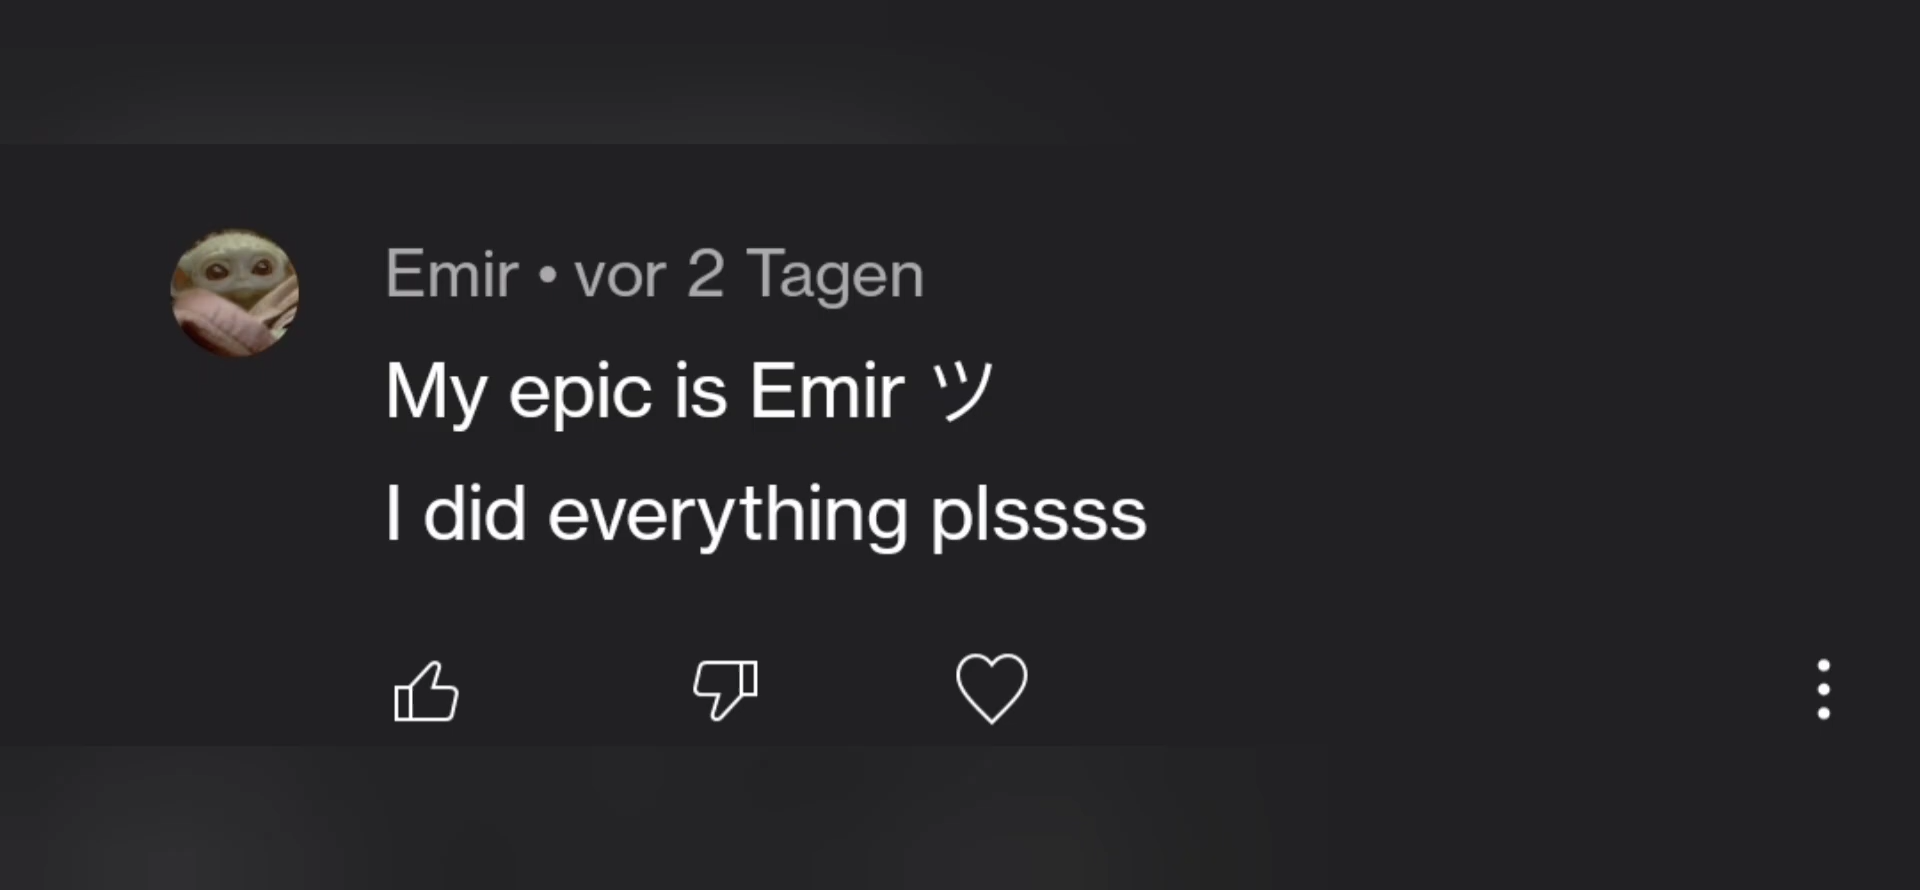 Emir • vor 2 Tagen
My epic is Emir ツ
I did everything plssss